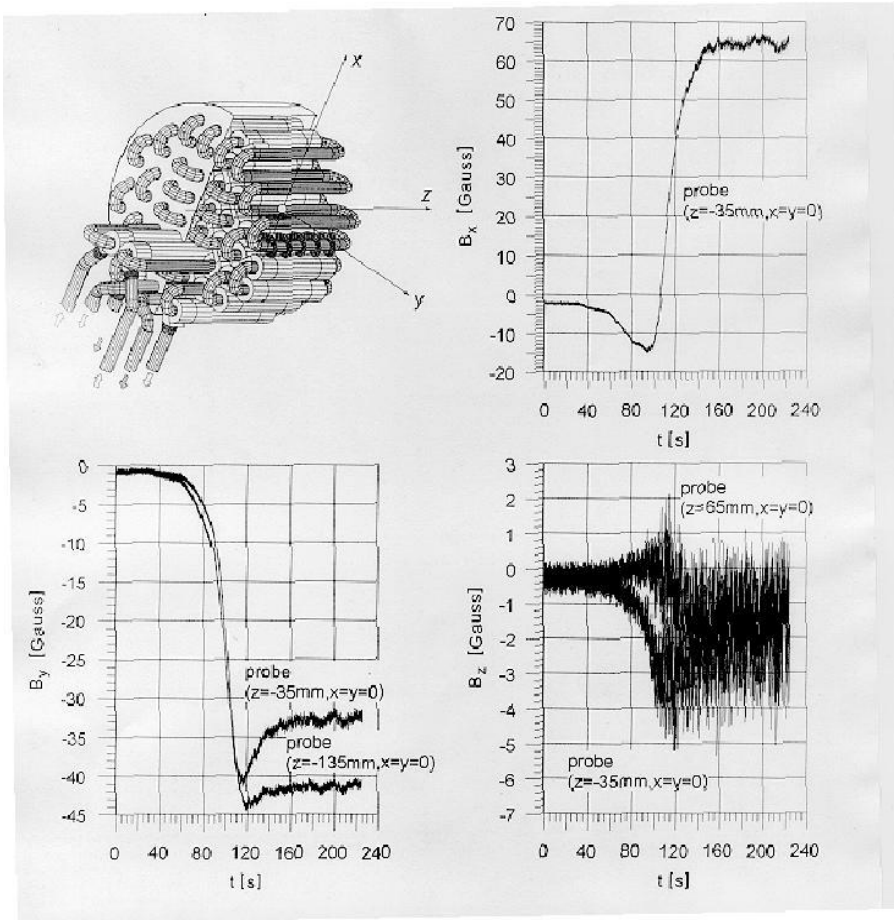 x
z
y
70
60
50
40
30
20
10
0
-10
-20
B_x [Gauss]
probe
(z=-35mm,x=y=0)
0 40 80 120 160 200 240
t [s]
0
-5
-10
-15
-20
-25
-30
-35
-40
-45
B_y [Gauss]
probe
(z=-35mm,x=y=0)
probe
(z=-135mm,x=y=0)
0 40 80 120 160 200 240
t [s]
3
2
1
0
-1
-2
-3
-4
-5
-6
-7
B_z [Gauss]
probe
(z=65mm,x=y=0)
probe
(z=-35mm,x=y=0)
0 40 80 120 160 200 240
t [s]